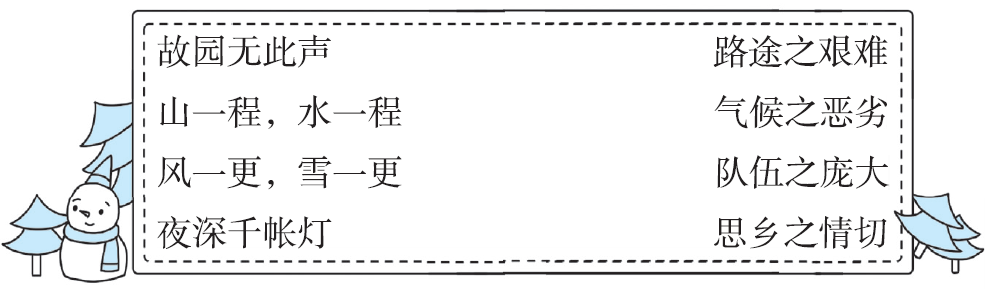 故园无此声 路途之艰难
山一程，水一程 气候之恶劣
风一更，雪一更 队伍之庞大
夜深千帐灯 思乡之情切